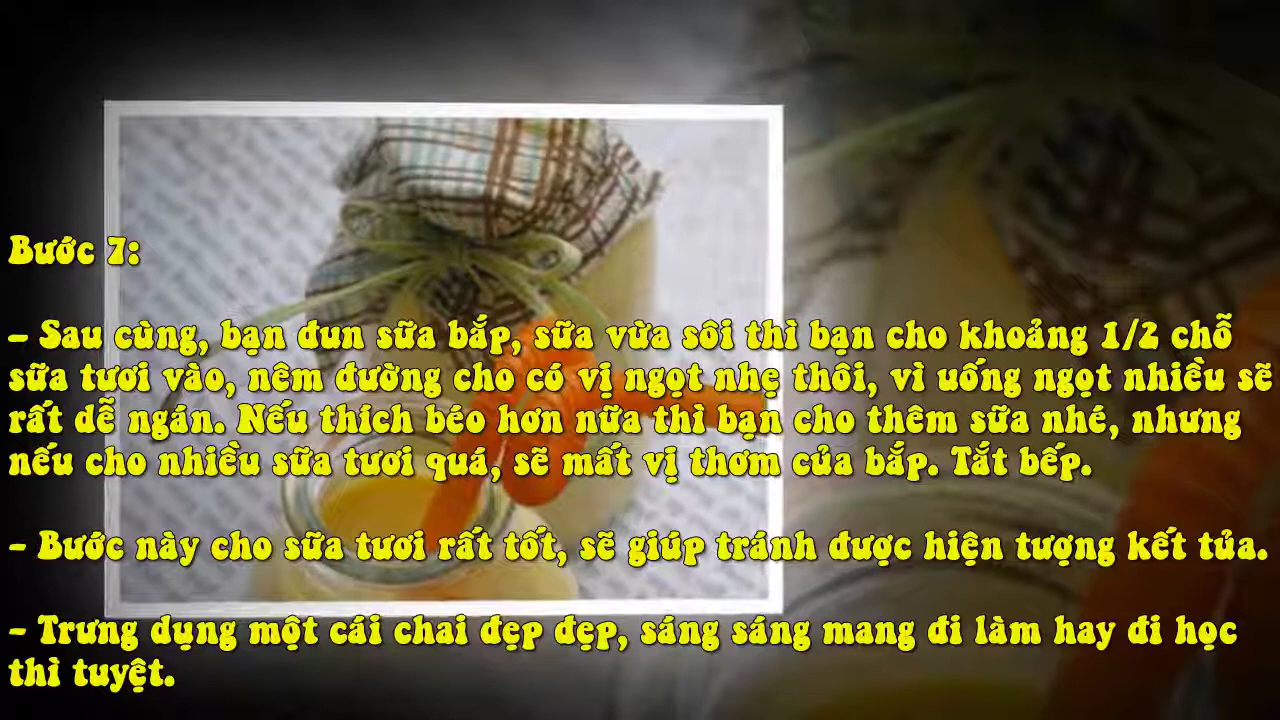 Bước 7:
– Sau cùng, bạn đun sữa bắp, sữa vừa sôi thì bạn cho khoảng 1/2 chỗ
sữa tươi vào, nêm đường cho có vị ngọt nhẹ thôi, vì uống ngọt nhiều sẽ
rất dễ ngán. Nếu thích béo hơn nữa thì bạn cho thêm sữa nhé, nhưng
nếu cho nhiều sữa tươi quá, sẽ mất vị thơm của bắp. Tắt bếp.
– Bước này cho sữa tươi rất tốt, sẽ giúp tránh được hiện tượng kết tủa.
– Trưng dụng một cái chai đẹp đẹp, sáng sáng mang đi làm hay đi học
thì tuyệt.